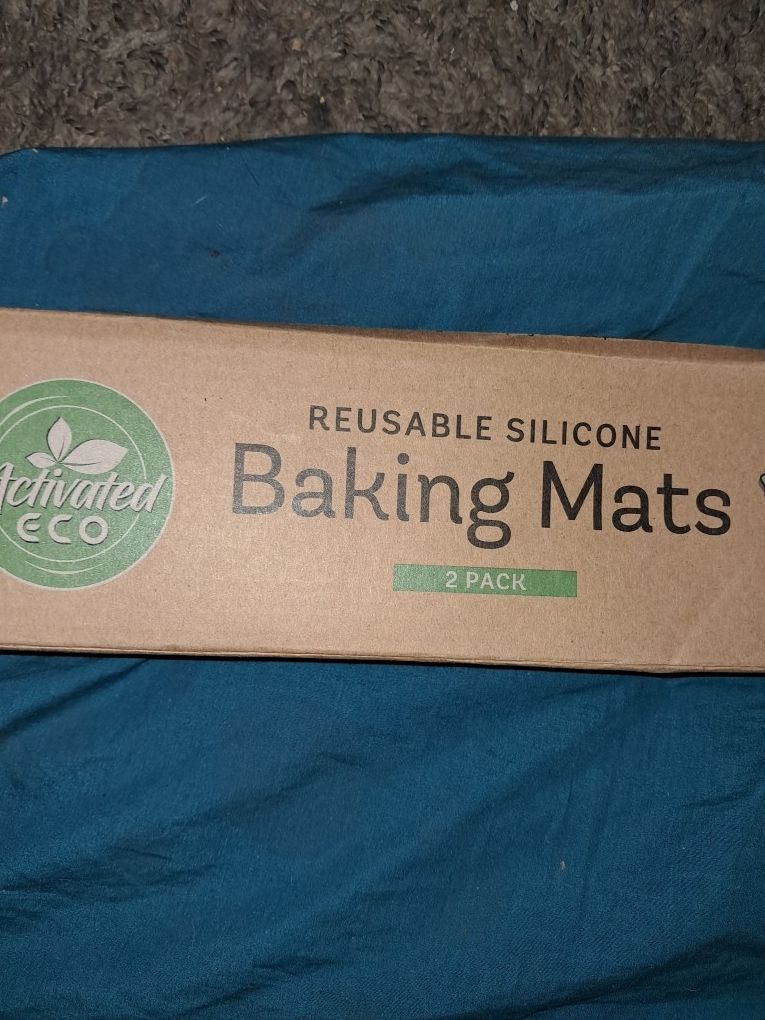 Activated
ECO
REUSABLE SILICONE
Baking Mats
2 PACK